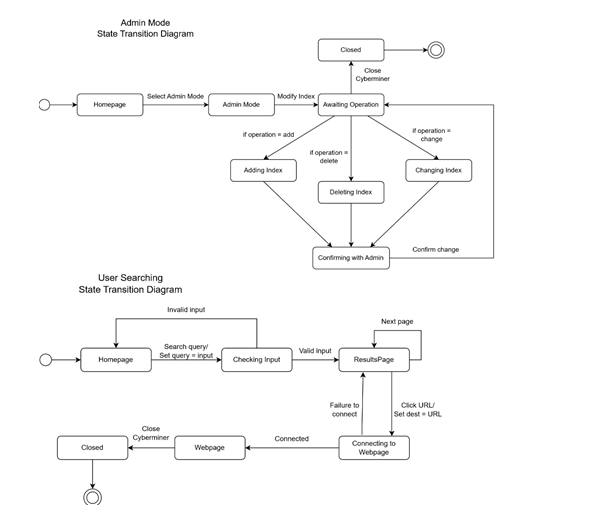 Admin Mode
State Transition Diagram
Closed
Close
Cyberminer
Homepage
Select Admin Mode
Admin Mode
Modify Index
Awaiting Operation
if operation = add
if operation =
delete
if operation =
change
Adding Index
Deleting Index
Changing Index
Confirming with Admin
Confirm change
User Searching
State Transition Diagram
Invalid input
Next page
Homepage
Search query/
Set query = input
Checking Input
Valid input
ResultsPage
Failure to
connect
Click URL/
Set dest = URL
Closed
Close
Cyberminer
Webpage
Connected
Connecting to
Webpage